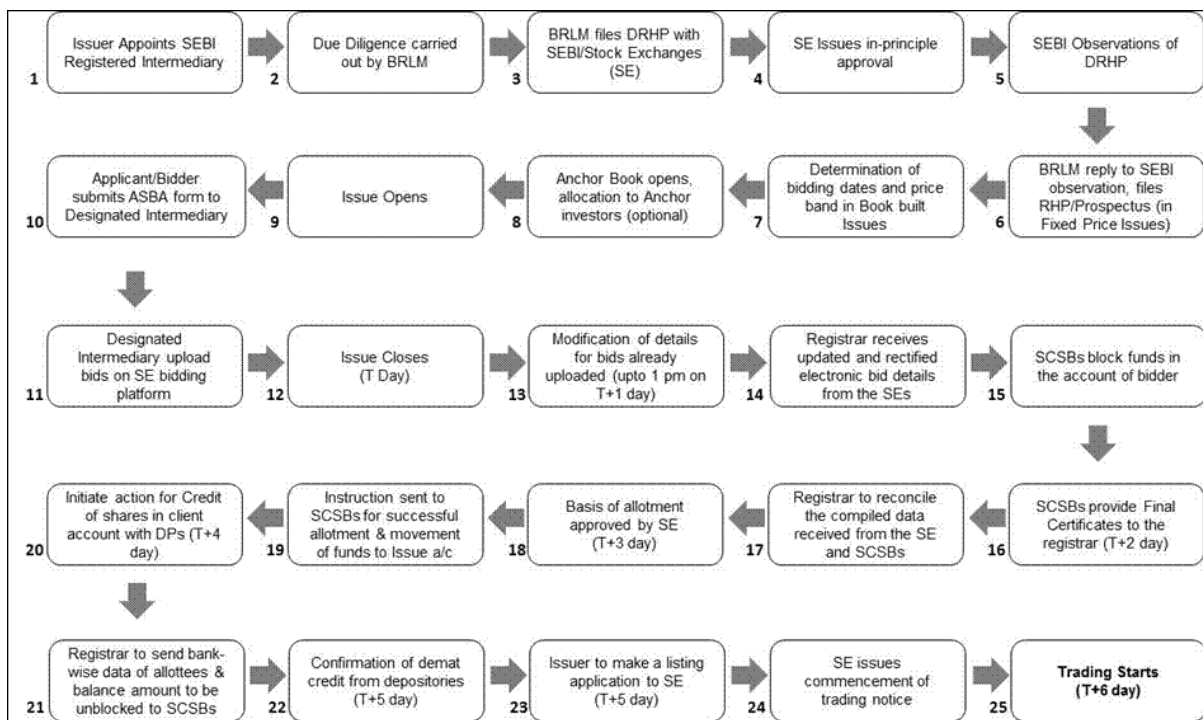 Issuer Appoints SEBI
Registered Intermediary
1
Due Diligence carried
out by BRLM
2
BRLM files DRHP with
SEBI/Stock Exchanges
(SE)
3
SE Issues in-principle
approval
4
SEBI Observations of
DRHP
5
BRLM reply to SEBI
observation, files
RHP/Prospectus (in
Fixed Price Issues)
6
Determination of
bidding dates and price
band in Book built
Issues
7
Anchor Book opens,
allocation to Anchor
investors (optional)
8
Issue Opens
9
Applicant/Bidder
submits ASBA form to
Designated Intermediary
10
Designated
Intermediary upload
bids on SE bidding
platform
11
Issue Closes
(T Day)
12
Modification of details
for bids already
uploaded (upto 1 pm on
T+1 day)
13
Registrar receives
updated and rectified
electronic bid details
from the SEs
14
SCSBs block funds in
the account of bidder
15
SCSBs provide Final
Certificates to the
registrar (T+2 day)
16
Registrar to reconcile
the compiled data
received from the SE
and SCSBs
17
Basis of allotment
approved by SE
(T+3 day)
18
Instruction sent to
SCSBs for successful
allotment & movement
of funds to Issue a/c
19
Initiate action for Credit
of shares in client
account with DPs (T+4
day)
20
Registrar to send bank-
wise data of allottees &
balance amount to be
unblocked to SCSBs
21
Confirmation of demat
credit from depositories
(T+5 day)
22
Issuer to make a listing
application to SE
(T+5 day)
23
SE issues
commencement of
trading notice
24
Trading Starts
(T+6 day)
25